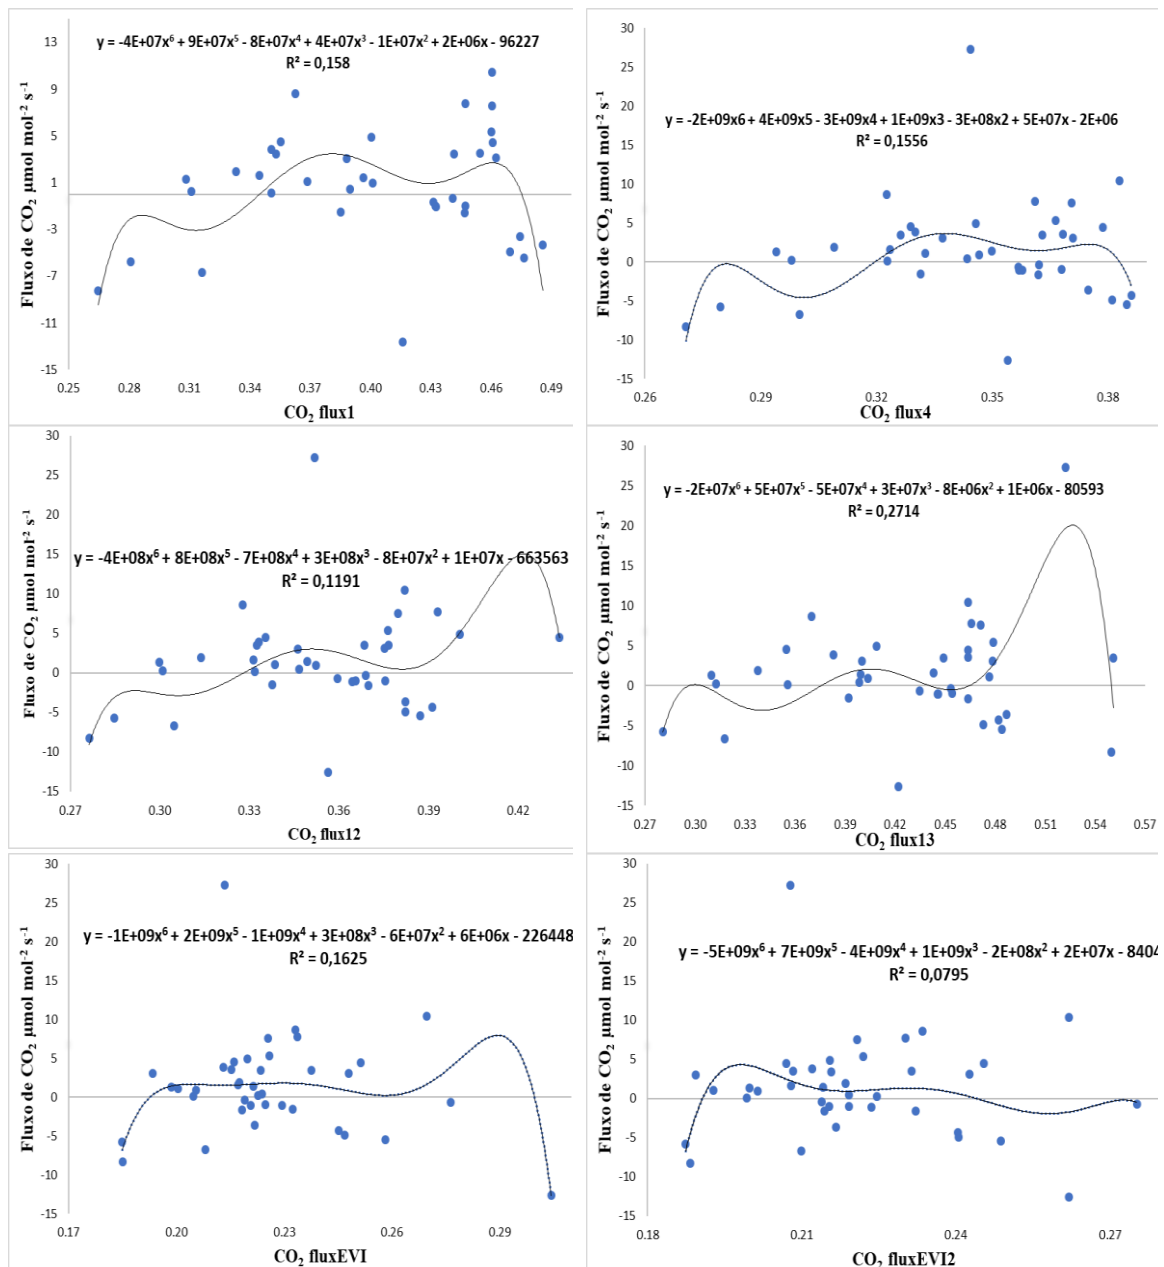 y = -4E+07x⁶ + 9E+07x⁵ - 8E+07x⁴ + 4E+07x³ - 1E+07x² + 2E+06x - 96227
R² = 0,158
Fluxo de CO₂ µmol mol⁻² s⁻¹
13
9
5
1
-3
-7
-11
-15
0.25 0.28 0.31 0.34 0.37 0.40 0.43 0.46 0.49
CO₂ flux1
y = -2E+09x6 + 4E+09x5 - 3E+09x4 + 1E+09x3 - 3E+08x2 + 5E+07x - 2E+06
R² = 0,1556
Fluxo de CO₂ µmol mol⁻² s⁻¹
30
25
20
15
10
5
0
-5
-10
-15
0.26 0.29 0.32 0.35 0.38
CO₂ flux4
y = -4E+08x⁶ + 8E+08x⁵ - 7E+08x⁴ + 3E+08x³ - 8E+07x² + 1E+07x - 663563
R² = 0,1191
Fluxo de CO₂ µmol mol⁻² s⁻¹
30
25
20
15
10
5
0
-5
-10
-15
0.27 0.30 0.33 0.36 0.39 0.42
CO₂ flux12
y = -2E+07x⁶ + 5E+07x⁵ - 5E+07x⁴ + 3E+07x³ - 8E+06x² + 1E+06x - 80593
R² = 0,2714
Fluxo de CO₂ µmol mol⁻² s⁻¹
30
25
20
15
10
5
0
-5
-10
-15
0.27 0.30 0.33 0.36 0.39 0.42 0.45 0.48 0.51 0.54 0.57
CO₂ flux13
y = -1E+09x⁶ + 2E+09x⁵ - 1E+09x⁴ + 3E+08x³ - 6E+07x² + 6E+06x - 226448
R² = 0,1625
Fluxo de CO₂ µmol mol⁻² s⁻¹
30
25
20
15
10
5
0
-5
-10
-15
0.17 0.20 0.23 0.26 0.29
CO₂ fluxEVI
y = -5E+09x⁶ + 7E+09x⁵ - 4E+09x⁴ + 1E+09x³ - 2E+08x² + 2E+07x - 8404
R² = 0,0795
Fluxo de CO₂ µmol mol⁻² s⁻¹
30
25
20
15
10
5
0
-5
-10
-15
0.18 0.21 0.24 0.27
CO₂ fluxEVI2